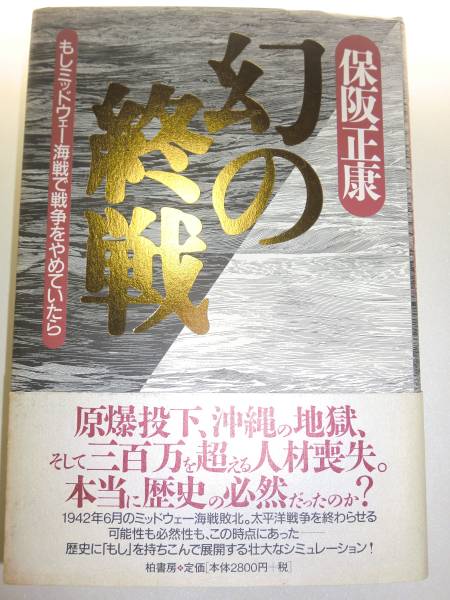 保阪正康
幻の
終戦
もしミッドウェー海戦で戦争をやめていたら
原爆投下、沖縄の地獄、
そして三百万を超える人材喪失。
本当に歴史の必然だったのか?
1942年6月のミッドウェー海戦敗北。太平洋戦争を終わらせる
可能性も必然性も、この時点にあった――
歴史に「もし」を持ちこんで展開する壮大なシミュレーション!
柏書房❖定価[本体2800円+税]